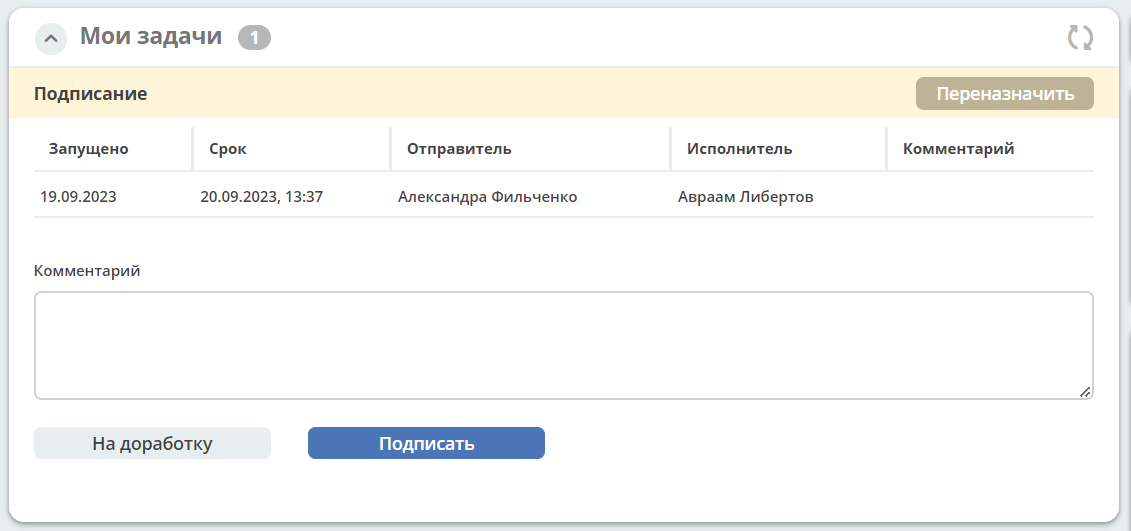 Мои задачи 1
Подписание Переназначить
Запущено Срок Отправитель Исполнитель Комментарий
19.09.2023 20.09.2023, 13:37 Александра Фильченко Авраам Либертов
Комментарий
На доработку Подписать